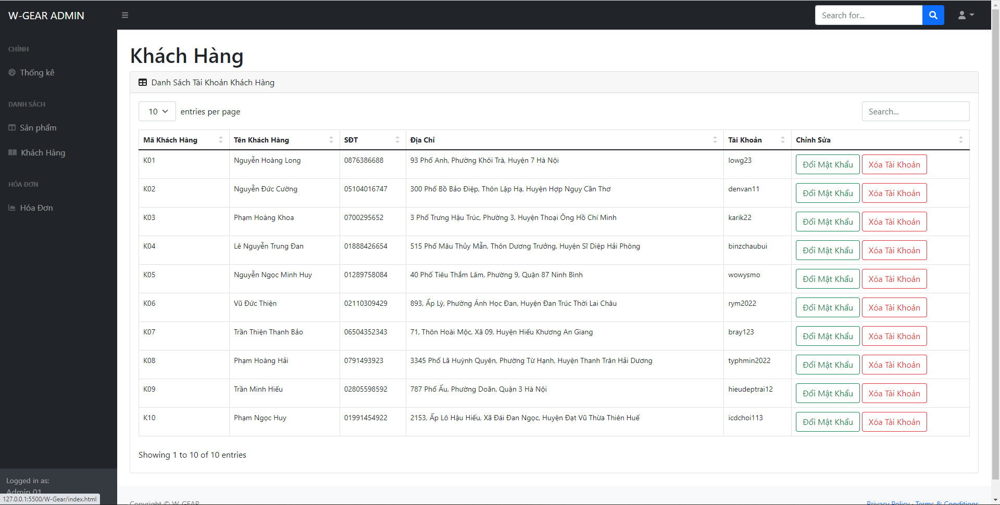 W-GEAR ADMIN
Search for...
CHÍNH
Thống kê
DANH SÁCH
Sản phẩm
Khách Hàng
HÓA ĐƠN
Hóa Đơn
Logged in as:
Admin 01
127.0.0.1:5500/W-Gear/index.html
Khách Hàng
Danh Sách Tài Khoản Khách Hàng
10 entries per page
Search...
Mã Khách Hàng Tên Khách Hàng SĐT Địa Chỉ Tài Khoản Chỉnh Sửa
K01 Nguyễn Hoàng Long 0876386688 93 Phố Anh, Phường Khôi Trà, Huyện 7 Hà Nội lowg23 Đổi Mật Khẩu Xóa Tài Khoản
K02 Nguyễn Đức Cường 05104016747 300 Phố Bồ Bảo Điệp, Thôn Lập Hạ, Huyện Hợp Ngụy Cần Thơ denvan11 Đổi Mật Khẩu Xóa Tài Khoản
K03 Phạm Hoàng Khoa 0700295652 3 Phố Trưng Hậu Trúc, Phường 3, Huyện Thoại Ông Hồ Chí Minh karik22 Đổi Mật Khẩu Xóa Tài Khoản
K04 Lê Nguyễn Trung Đan 01888426654 515 Phố Mâu Thủy Mẫn, Thôn Dương Trưởng, Huyện Sĩ Diệp Hải Phòng binzchaubui Đổi Mật Khẩu Xóa Tài Khoản
K05 Nguyễn Ngọc Minh Huy 01289758084 40 Phố Tiêu Thắm Lâm, Phường 9, Quận 87 Ninh Bình wowysmo Đổi Mật Khẩu Xóa Tài Khoản
K06 Vũ Đức Thiện 02110309429 893, Ấp Lỳ, Phường Ánh Học Đan, Huyện Đan Trúc Thời Lai Châu rym2022 Đổi Mật Khẩu Xóa Tài Khoản
K07 Trần Thiện Thanh Bảo 06504352343 71, Thôn Hoài Mộc, Xã 09, Huyện Hiếu Khương An Giang bray123 Đổi Mật Khẩu Xóa Tài Khoản
K08 Phạm Hoàng Hải 0791493923 3345 Phố Lã Huỳnh Quyên, Phường Từ Hạnh, Huyện Thanh Trân Hải Dương typhmin2022 Đổi Mật Khẩu Xóa Tài Khoản
K09 Trần Minh Hiếu 02805598592 787 Phố Ấu, Phường Doãn, Quận 3 Hà Nội hieudeptrai12 Đổi Mật Khẩu Xóa Tài Khoản
K10 Phạm Ngọc Huy 01991454922 2153, Ấp Lô Hậu Hiếu, Xã Đái Đan Ngọc, Huyện Đạt Vũ Thừa Thiên Huế icdchoi113 Đổi Mật Khẩu Xóa Tài Khoản
Showing 1 to 10 of 10 entries
Copyright © W-GEAR
Privacy Policy · Terms & Conditions